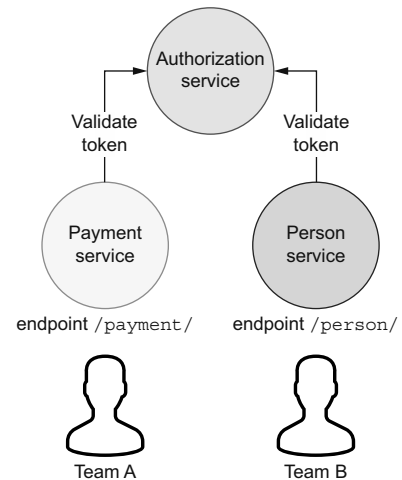 Authorization
service
Validate
token
Validate
token
Payment
service
Person
service
endpoint /payment/
endpoint /person/
Team A
Team B